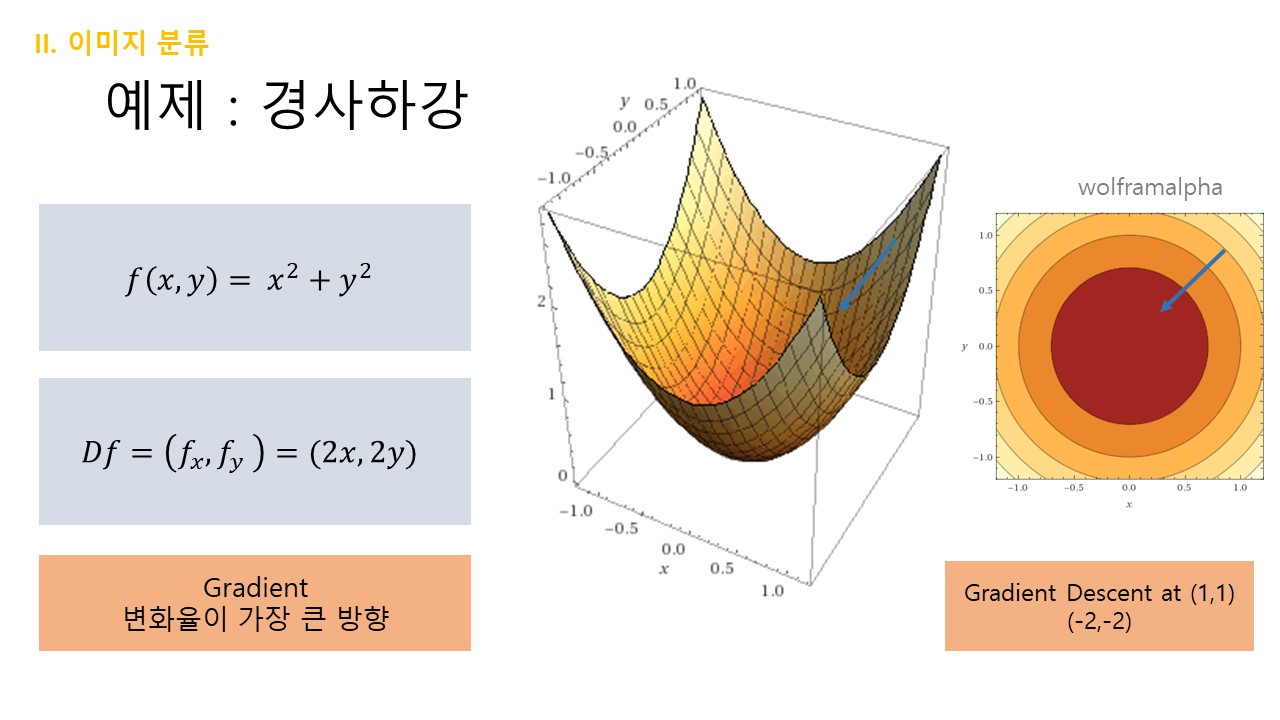 II. 이미지 분류
예제 : 경사하강
f(x, y) = x² + y²
Df = (fₓ, f_y) = (2x, 2y)
Gradient
변화율이 가장 큰 방향
y
1.0
0.5
0.0
−0.5
−1.0
2
1
0
−1.0
−0.5
0.0
0.5
1.0
x
wolframalpha
1.0
0.5
y 0.0
−0.5
−1.0
−1.0 −0.5 0.0 0.5 1.0
x
Gradient Descent at (1,1)
(-2,-2)